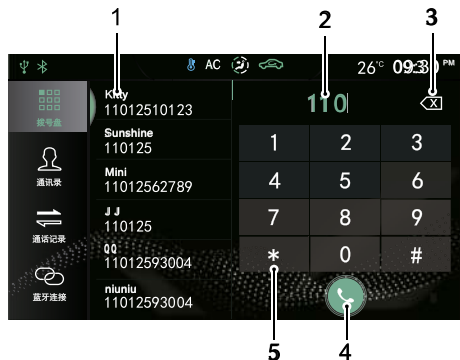 1
2
3
AC
26°C
09:30 PM
拨号盘
通讯录
通话记录
蓝牙连接
Kitty
11012510123
Sunshine
110125
Mini
11012562789
J J
110125
QQ
11012593004
niuniu
11012593004
110
1 2 3
4 5 6
7 8 9
* 0 #
5
4